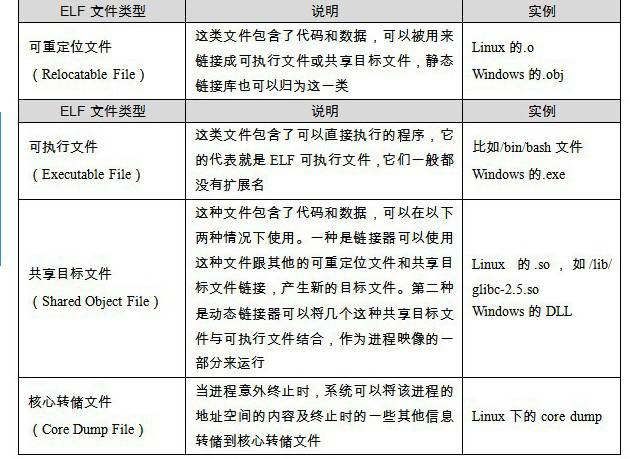 ELF 文件类型 说明 实例
可重定位文件
（Relocatable File）
这类文件包含了代码和数据，可以被用来
链接成可执行文件或共享目标文件，静态
链接库也可以归为这一类
Linux 的.o
Windows 的.obj
ELF 文件类型 说明 实例
可执行文件
（Executable File）
这类文件包含了可以直接执行的程序，它
的代表就是 ELF 可执行文件，它们一般都
没有扩展名
比如/bin/bash 文件
Windows 的.exe
共享目标文件
（Shared Object File）
这种文件包含了代码和数据，可以在以下
两种情况下使用。一种是链接器可以使用
这种文件跟其他的可重定位文件和共享目
标文件链接，产生新的目标文件。第二种
是动态链接器可以将几个这种共享目标文
件与可执行文件结合，作为进程映像的一
部分来运行
Linux 的 .so ，如 /lib/
glibc-2.5.so
Windows 的 DLL
核心转储文件
（Core Dump File）
当进程意外终止时，系统可以将该进程的
地址空间的内容及终止时的一些其他信息
转储到核心转储文件
Linux 下的 core dump